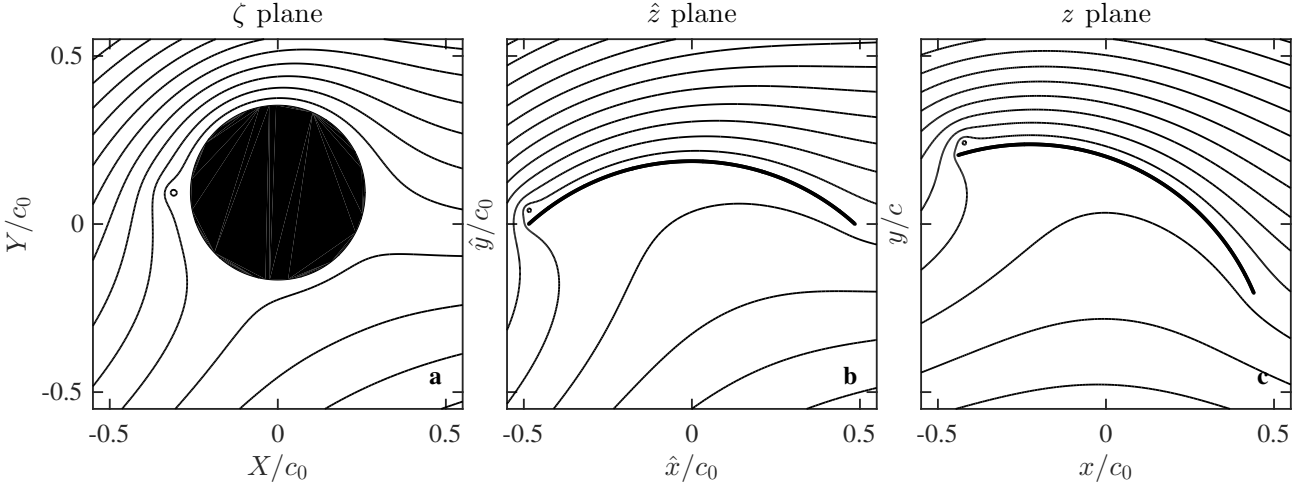 ζ plane
0.5
0
-0.5
-0.5
0
0.5
Y/c₀
X/c₀
a
ẑ plane
-0.5
0
0.5
ŷ/c₀
x̂/c₀
b
z plane
-0.5
0
0.5
y/c
x/c₀
c